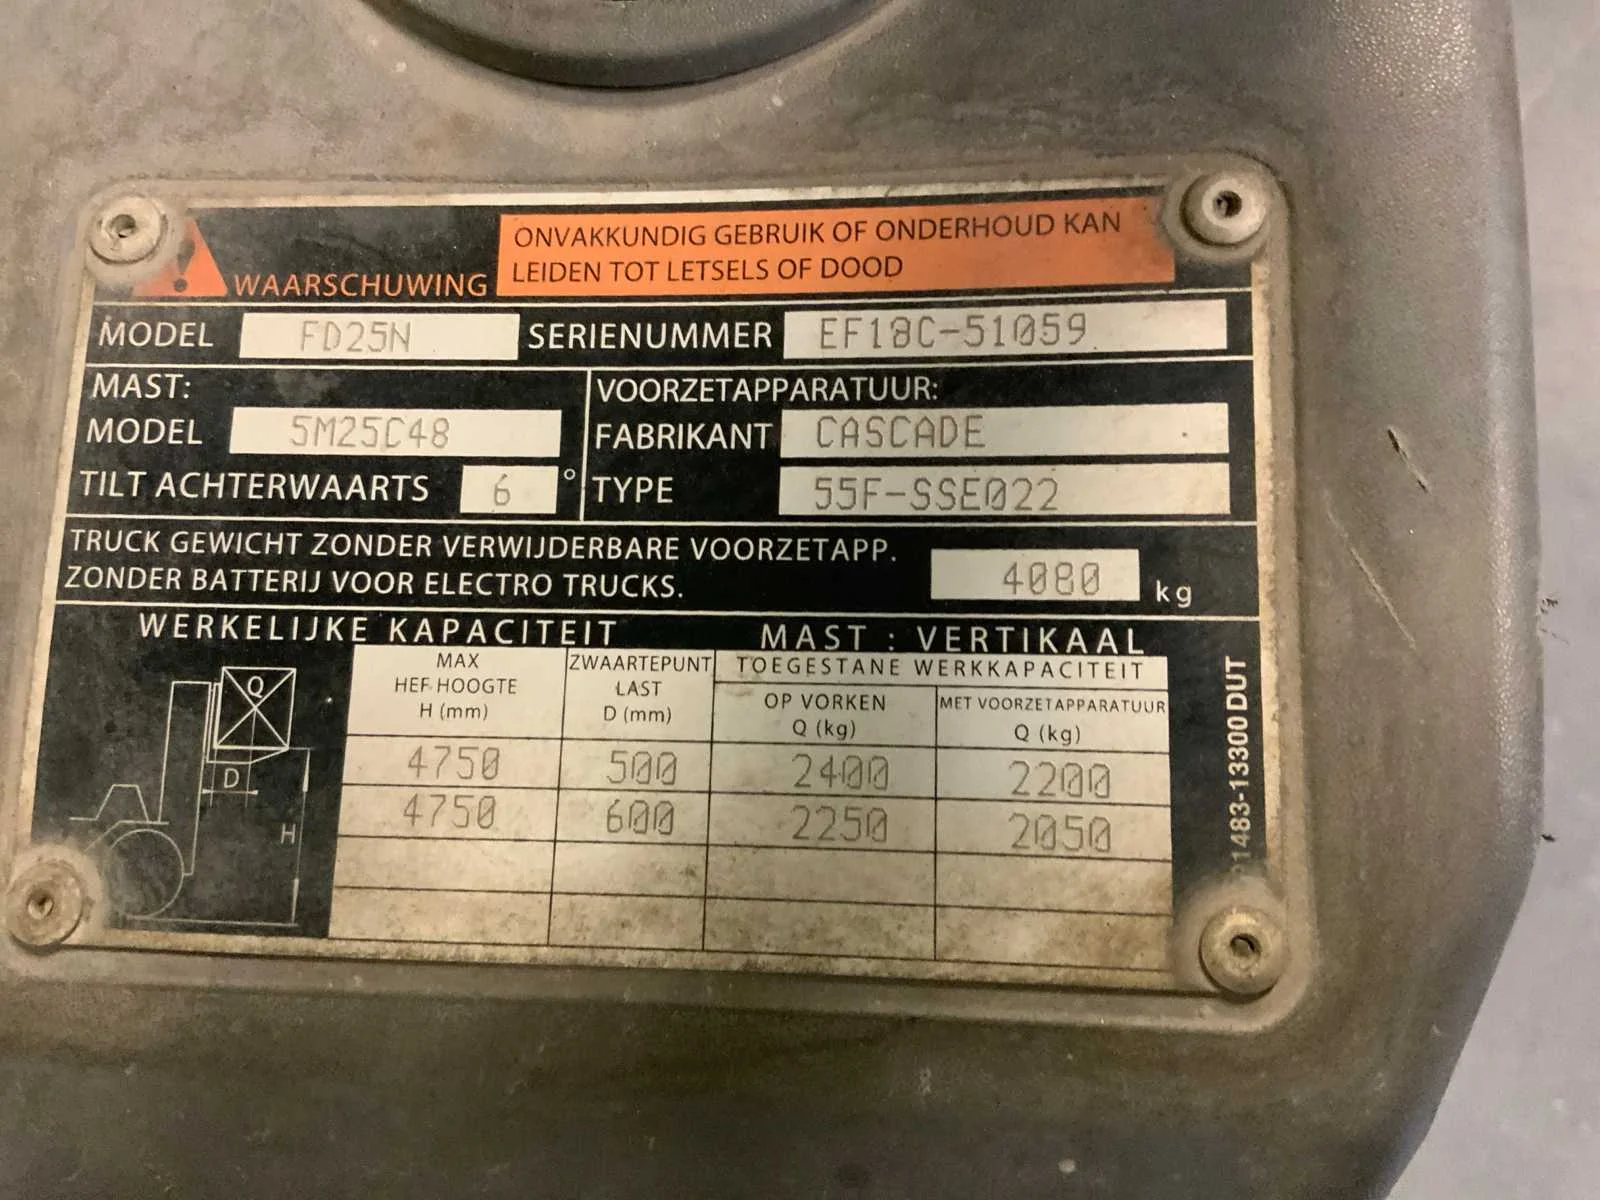 WAARSCHUWING
ONVAKKUNDIG GEBRUIK OF ONDERHOUD KAN
LEIDEN TOT LETSELS OF DOOD
MODEL FD25N SERIENUMMER EF18C-51059
MAST:
MODEL 5M25C48
TILT ACHTERWAARTS 6 °
VOORZETAPPARATUUR:
FABRIKANT CASCADE
TYPE 55F-SSE022
TRUCK GEWICHT ZONDER VERWIJDERBARE VOORZETAPP.
ZONDER BATTERIJ VOOR ELECTRO TRUCKS.
4080 kg
WERKELIJKE KAPACITEIT MAST : VERTIKAAL
Q
D
H
MAX
HEF HOOGTE
H (mm)
ZWAARTEPUNT
LAST
D (mm)
TOEGESTANE WERKKAPACITEIT
OP VORKEN
Q (kg)
MET VOORZETAPPARATUUR
Q (kg)
4750 500 2400 2200
4750 600 2250 2050
91483-13300DUT